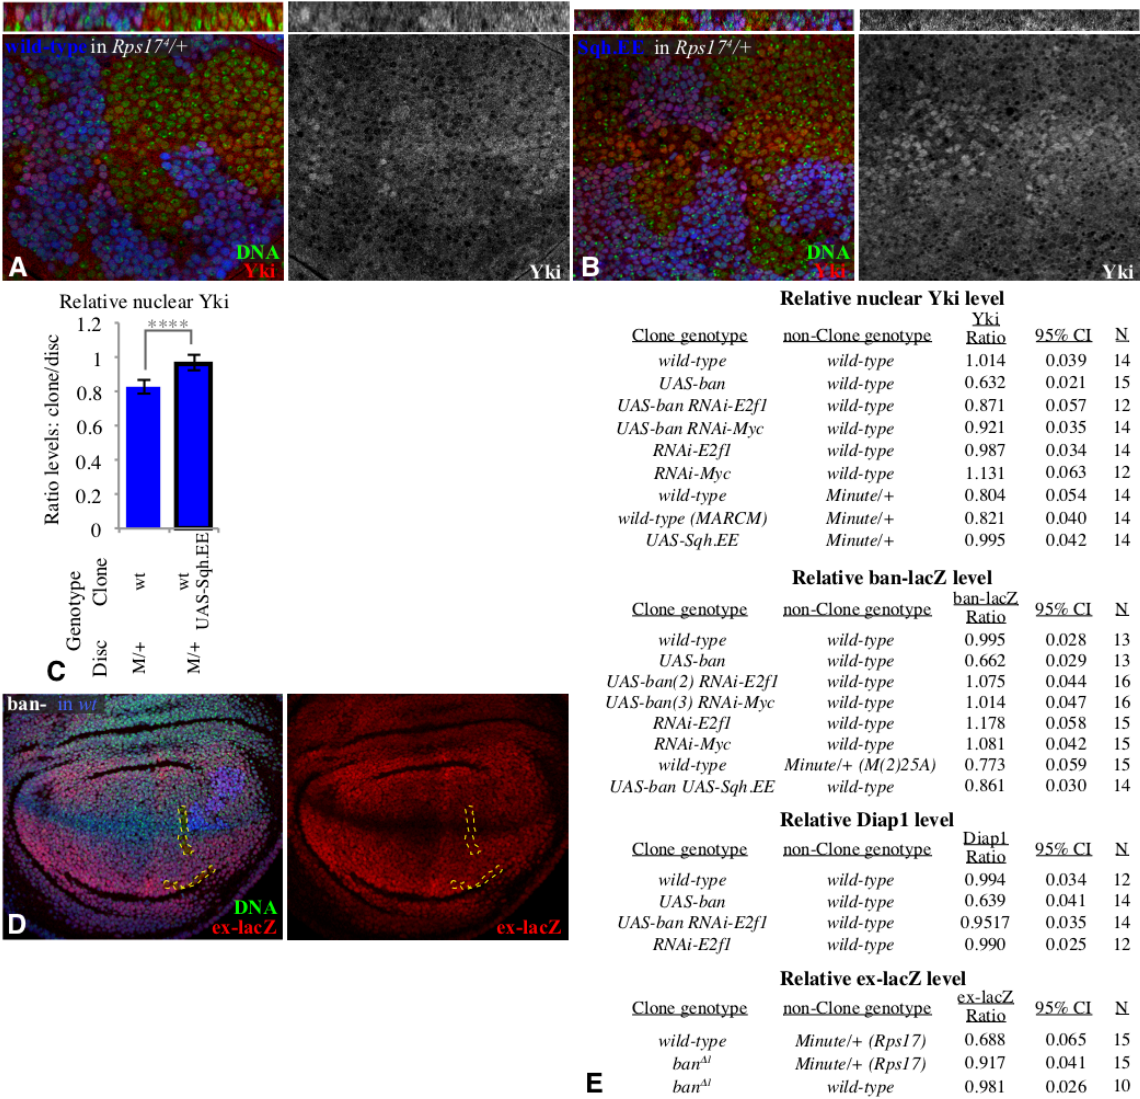 wild-type in Rps17⁴/+
DNA
Yki
A
Yki
Sqh.EE in Rps17⁴/+
DNA
Yki
B
Yki
Relative nuclear Yki
****
Ratio levels: clone/disc
1.2
1
0.8
0.6
0.4
0.2
0
Genotype
Clone
wt
wt
UAS-Sqh.EE
Disc
M/+
M/+
C
ban- in wt
DNA
ex-lacZ
D
ex-lacZ
Relative nuclear Yki level
Clone genotype non-Clone genotype Yki Ratio 95% CI N
wild-type wild-type 1.014 0.039 14
UAS-ban wild-type 0.632 0.021 15
UAS-ban RNAi-E2f1 wild-type 0.871 0.057 12
UAS-ban RNAi-Myc wild-type 0.921 0.035 14
RNAi-E2f1 wild-type 0.987 0.034 14
RNAi-Myc wild-type 1.131 0.063 12
wild-type Minute/+ 0.804 0.054 14
wild-type (MARCM) Minute/+ 0.821 0.040 14
UAS-Sqh.EE Minute/+ 0.995 0.042 14
Relative ban-lacZ level
Clone genotype non-Clone genotype ban-lacZ Ratio 95% CI N
wild-type wild-type 0.995 0.028 13
UAS-ban wild-type 0.662 0.029 13
UAS-ban(2) RNAi-E2f1 wild-type 1.075 0.044 16
UAS-ban(3) RNAi-Myc wild-type 1.014 0.047 16
RNAi-E2f1 wild-type 1.178 0.058 15
RNAi-Myc wild-type 1.081 0.042 15
wild-type Minute/+ (M(2)25A) 0.773 0.059 15
UAS-ban UAS-Sqh.EE wild-type 0.861 0.030 14
Relative Diap1 level
Clone genotype non-Clone genotype Diap1 Ratio 95% CI N
wild-type wild-type 0.994 0.034 12
UAS-ban wild-type 0.639 0.041 14
UAS-ban RNAi-E2f1 wild-type 0.9517 0.035 14
RNAi-E2f1 wild-type 0.990 0.025 12
Relative ex-lacZ level
Clone genotype non-Clone genotype ex-lacZ Ratio 95% CI N
wild-type Minute/+ (Rps17) 0.688 0.065 15
ban^Δ1 Minute/+ (Rps17) 0.917 0.041 15
ban^Δ1 wild-type 0.981 0.026 10
E